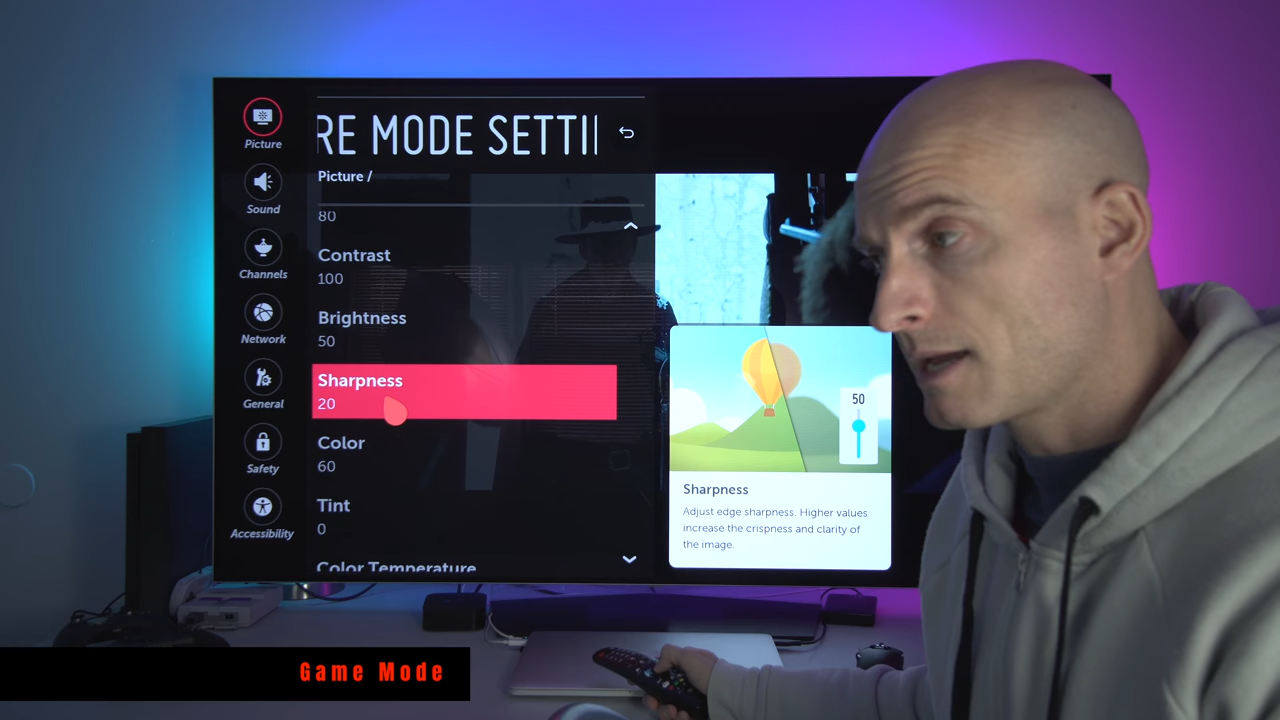 Picture
Sound
Channels
Network
General
Safety
Accessibility
RE MODE SETTI
Picture /
80
Contrast
100
Brightness
50
Sharpness
20
Color
60
Tint
0
Color Temperature
50
Sharpness
Adjust edge sharpness. Higher values
increase the crispness and clarity of
the image.
Game Mode